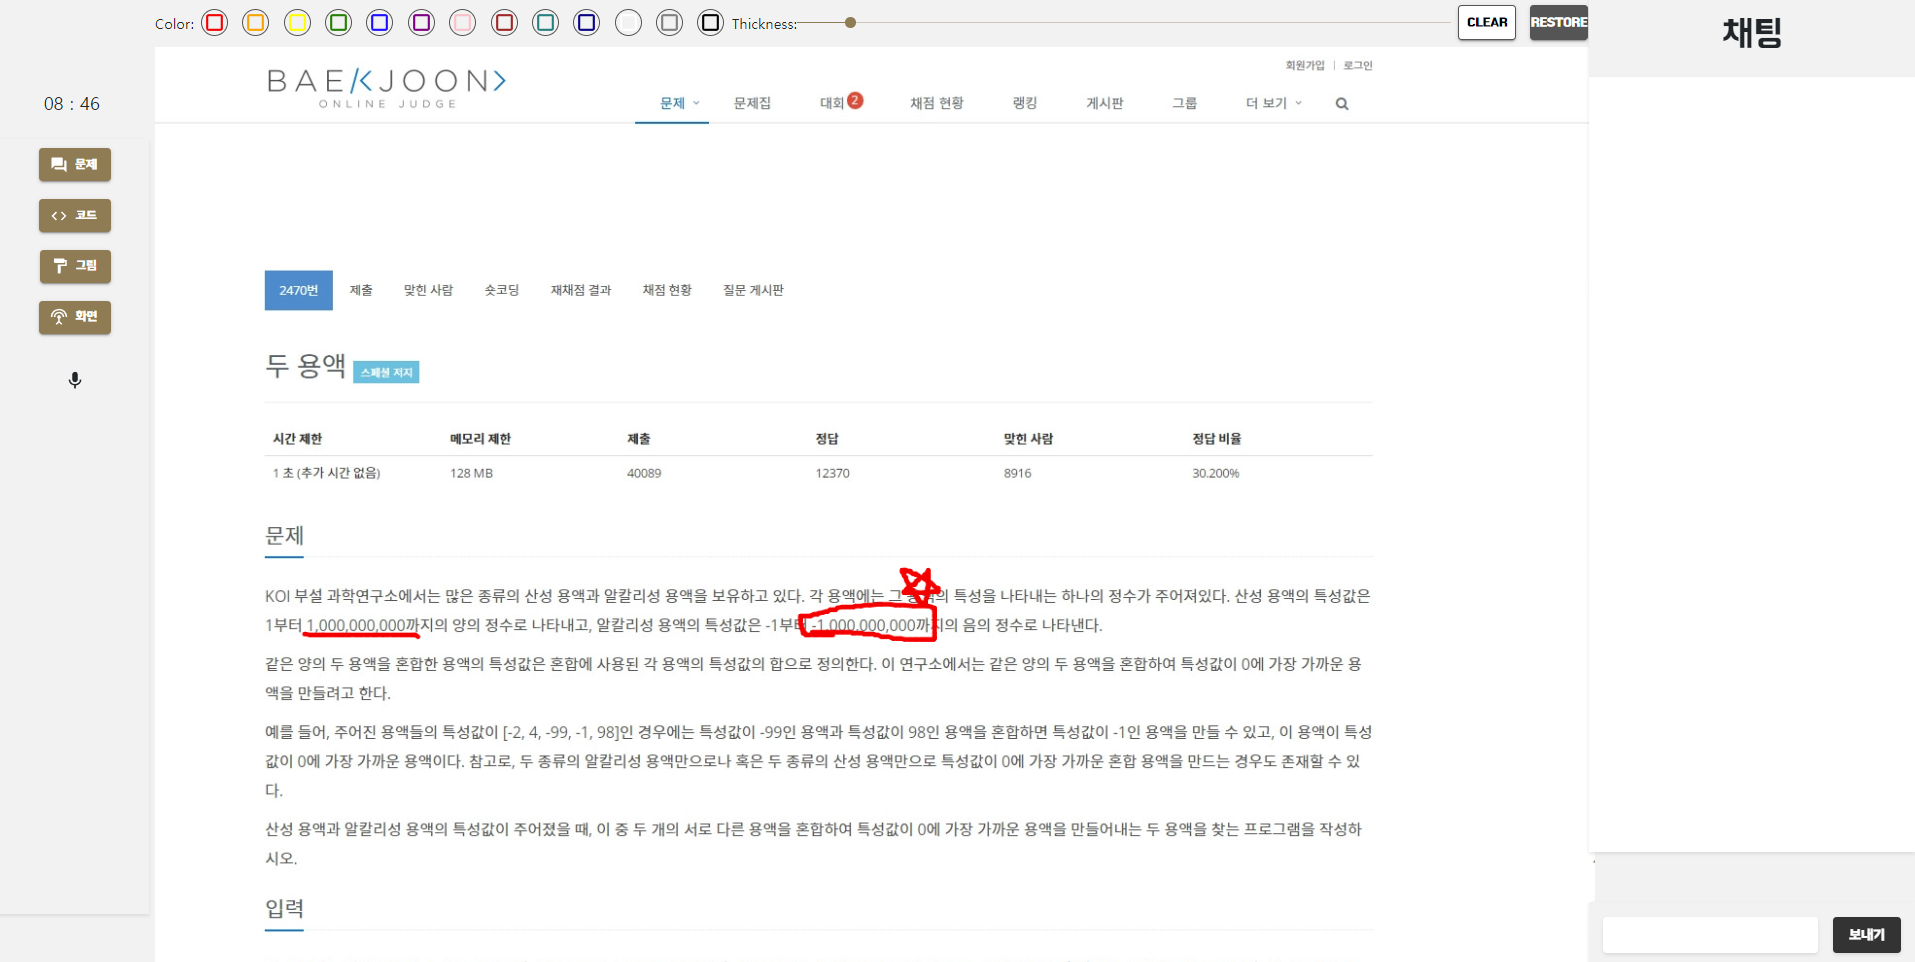 Color:
Thickness:
CLEAR
RESTORE
채팅
08 : 46
문제
코드
그림
화면
BAE/<JOON>
ONLINE JUDGE
회원가입 | 로그인
문제
문제집
대회 2
채점 현황
랭킹
게시판
그룹
더 보기
2470번
제출
맞힌 사람
숏코딩
재채점 결과
채점 현황
질문 게시판
두 용액 스페셜 저지
시간 제한 메모리 제한 제출 정답 맞힌 사람 정답 비율
1 초 (추가 시간 없음) 128 MB 40089 12370 8916 30.200%
문제
KOI 부설 과학연구소에서는 많은 종류의 산성 용액과 알칼리성 용액을 보유하고 있다. 각 용액에는 그 용액의 특성을 나타내는 하나의 정수가 주어져있다. 산성 용액의 특성값은
1부터 1,000,000,000까지의 양의 정수로 나타내고, 알칼리성 용액의 특성값은 -1부터 -1,000,000,000까지의 음의 정수로 나타낸다.
같은 양의 두 용액을 혼합한 용액의 특성값은 혼합에 사용된 각 용액의 특성값의 합으로 정의한다. 이 연구소에서는 같은 양의 두 용액을 혼합하여 특성값이 0에 가장 가까운 용
액을 만들려고 한다.
예를 들어, 주어진 용액들의 특성값이 [-2, 4, -99, -1, 98]인 경우에는 특성값이 -99인 용액과 특성값이 98인 용액을 혼합하면 특성값이 -1인 용액을 만들 수 있고, 이 용액이 특성
값이 0에 가장 가까운 용액이다. 참고로, 두 종류의 알칼리성 용액만으로나 혹은 두 종류의 산성 용액만으로 특성값이 0에 가장 가까운 혼합 용액을 만드는 경우도 존재할 수 있
다.
산성 용액과 알칼리성 용액의 특성값이 주어졌을 때, 이 중 두 개의 서로 다른 용액을 혼합하여 특성값이 0에 가장 가까운 용액을 만들어내는 두 용액을 찾는 프로그램을 작성하
시오.
입력
보내기